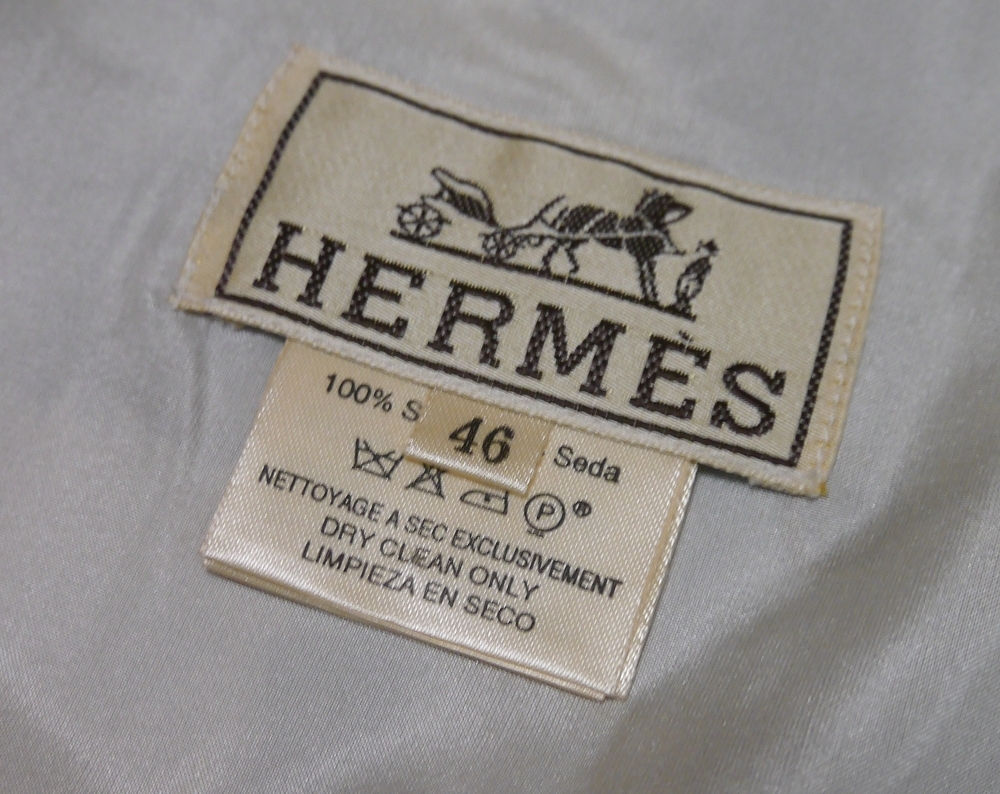 HERMÈS
100% S
46
Seda
P ®
NETTOYAGE A SEC EXCLUSIVEMENT
DRY CLEAN ONLY
LIMPIEZA EN SECO